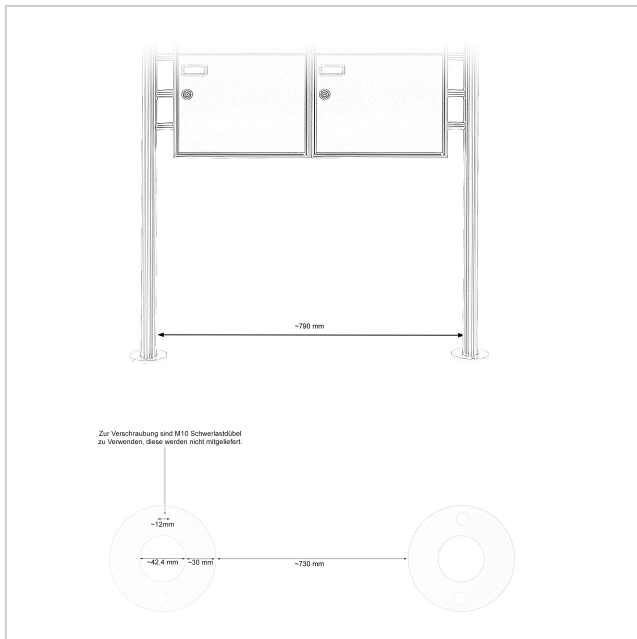 ~790 mm
Zur Verschraubung sind M10 Schwerlastdübel
zu Verwenden, diese werden nicht mitgeliefert.
~12mm
~42.4 mm
~30 mm
~730 mm